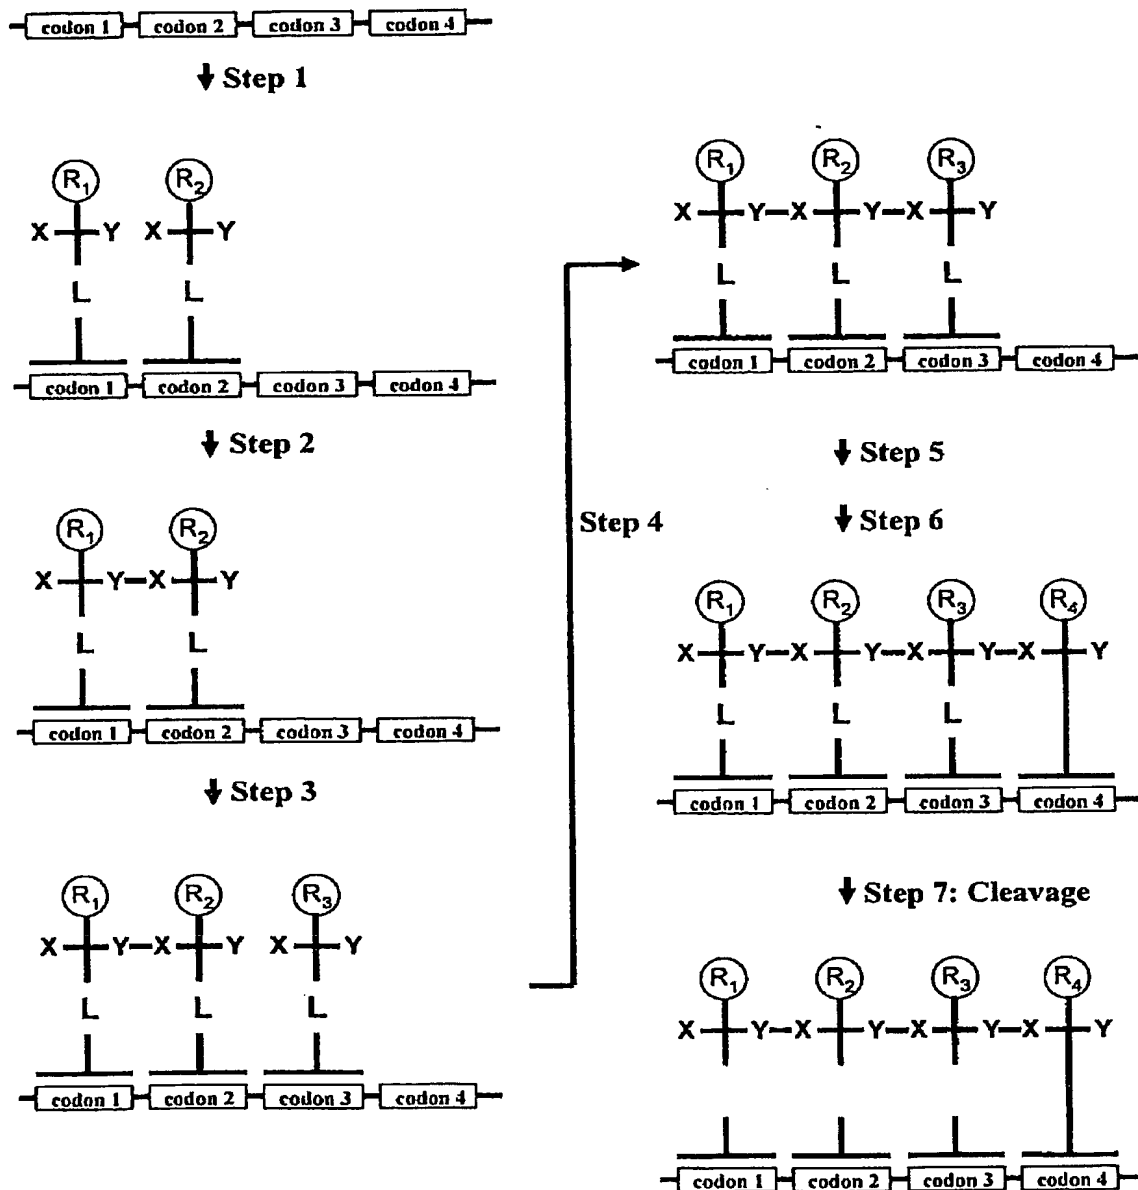 codon 1 codon 2 codon 3 codon 4
Step 1
R1 R2
X Y X Y
L L
codon 1 codon 2 codon 3 codon 4
Step 2
R1 R2
X Y X Y
L L
codon 1 codon 2 codon 3 codon 4
Step 3
R1 R2 R3
X Y X Y X Y
L L L
codon 1 codon 2 codon 3 codon 4
Step 4
R1 R2 R3
X Y X Y X Y
L L L
codon 1 codon 2 codon 3 codon 4
Step 5
Step 6
R1 R2 R3 R4
X Y X Y X Y X Y
L L L
codon 1 codon 2 codon 3 codon 4
Step 7: Cleavage
R1 R2 R3 R4
X Y X Y X Y X Y
codon 1 codon 2 codon 3 codon 4